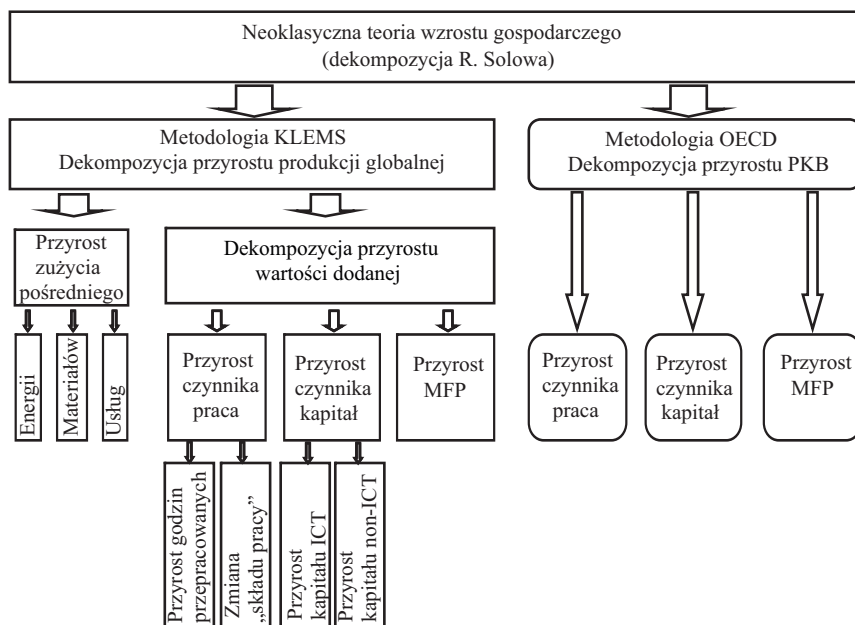 Neoklasyczna teoria wzrostu gospodarczego
(dekompozycja R. Solowa)
Metodologia KLEMS
Dekompozycja przyrostu produkcji globalnej
Metodologia OECD
Dekompozycja przyrostu PKB
Przyrost
zużycia
pośredniego
Dekompozycja przyrostu
wartości dodanej
Energii
Materiałów
Usług
Przyrost
czynnika
praca
Przyrost
czynnika
kapitał
Przyrost
MFP
Przyrost
czynnika
praca
Przyrost
czynnika
kapitał
Przyrost
MFP
Przyrost godzin
przepracowanych
Zmiana
„składu pracy”
Przyrost
kapitału ICT
Przyrost
kapitału non-ICT